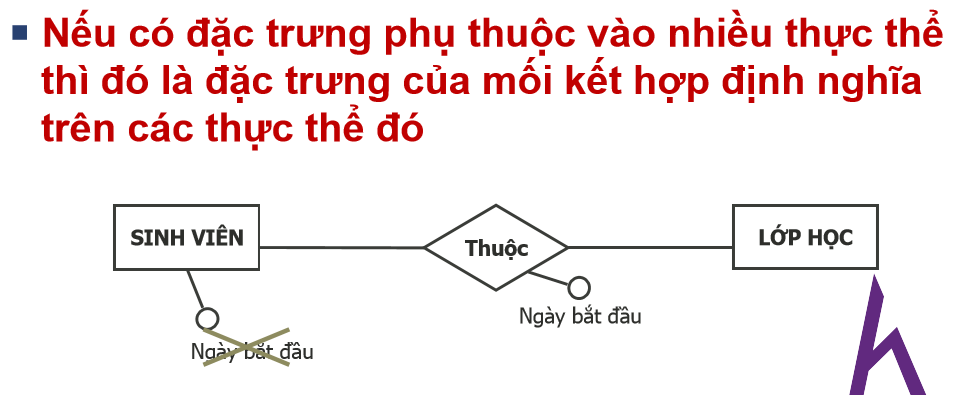 Nếu có đặc trưng phụ thuộc vào nhiều thực thể
thì đó là đặc trưng của mối kết hợp định nghĩa
trên các thực thể đó
SINH VIÊN
Thuộc
LỚP HỌC
Ngày bắt đầu
Ngày bắt đầu